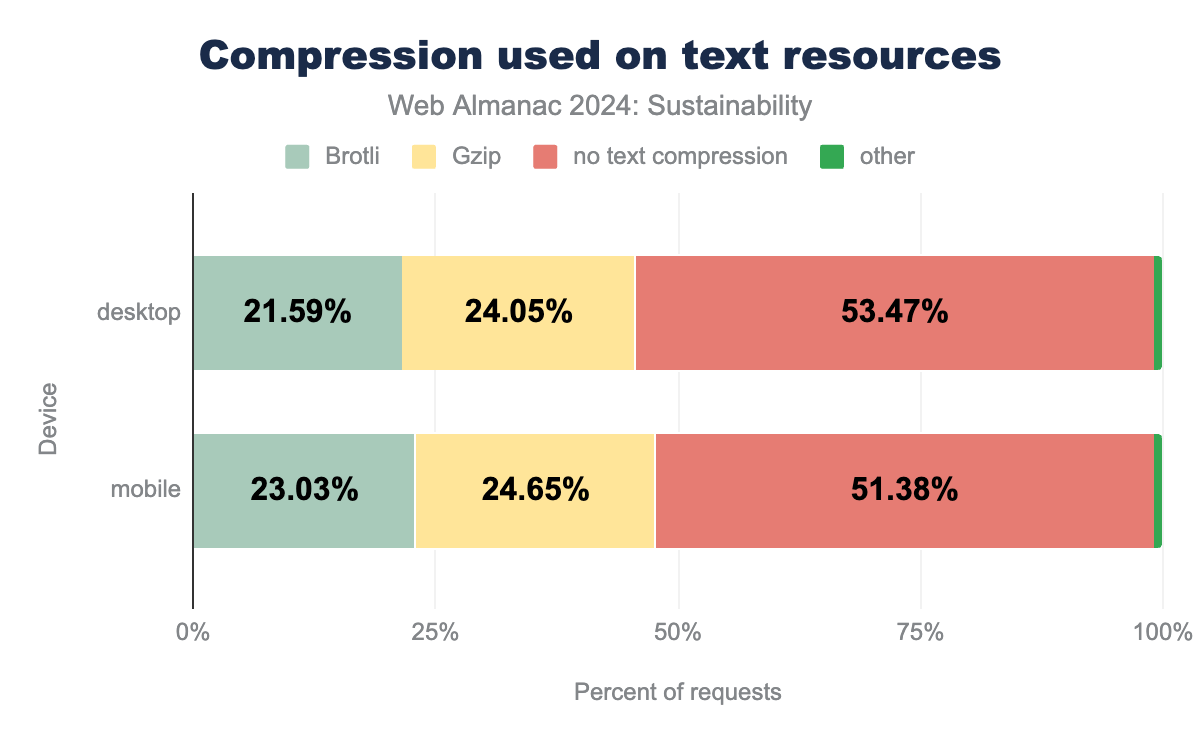 Compression used on text resources
Web Almanac 2024: Sustainability
Brotli Gzip no text compression other
desktop 21.59% 24.05% 53.47%
Device
mobile 23.03% 24.65% 51.38%
0% 25% 50% 75% 100%
Percent of requests